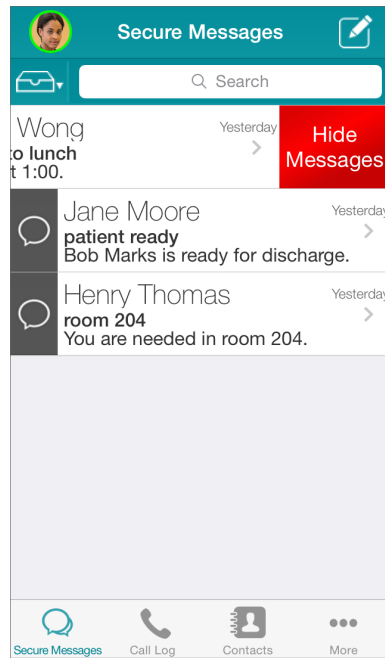 Secure Messages
Search
Wong
Yesterday
to lunch
t 1:00.
Hide
Messages
Jane Moore
Yesterday
patient ready
Bob Marks is ready for discharge.
Henry Thomas
Yesterday
room 204
You are needed in room 204.
Secure Messages
Call Log
Contacts
More